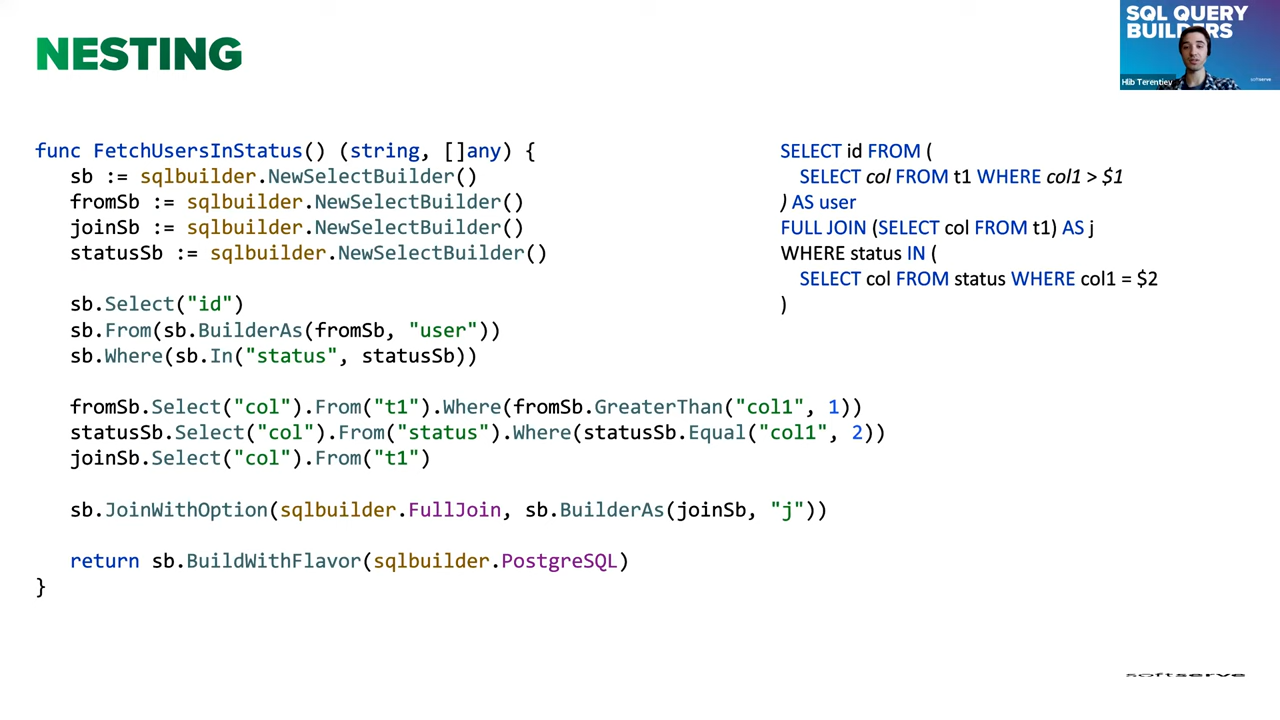 NESTING
SQL QUERY
BUILDERS
Hlib Terentiev
softserve
func FetchUsersInStatus() (string, []any) {
sb := sqlbuilder.NewSelectBuilder()
fromSb := sqlbuilder.NewSelectBuilder()
joinSb := sqlbuilder.NewSelectBuilder()
statusSb := sqlbuilder.NewSelectBuilder()
sb.Select("id")
sb.From(sb.BuilderAs(fromSb, "user"))
sb.Where(sb.In("status", statusSb))
fromSb.Select("col").From("t1").Where(fromSb.GreaterThan("col1", 1))
statusSb.Select("col").From("status").Where(statusSb.Equal("col1", 2))
joinSb.Select("col").From("t1")
sb.JoinWithOption(sqlbuilder.FullJoin, sb.BuilderAs(joinSb, "j"))
return sb.BuildWithFlavor(sqlbuilder.PostgreSQL)
}
SELECT id FROM (
SELECT col FROM t1 WHERE col1 > $1
) AS user
FULL JOIN (SELECT col FROM t1) AS j
WHERE status IN (
SELECT col FROM status WHERE col1 = $2
)
softserve